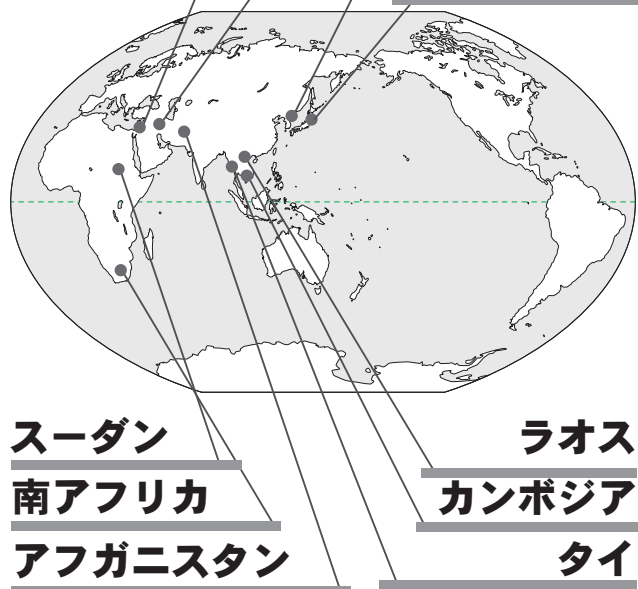 スーダン
南アフリカ
アフガニスタン
ラオス
カンボジア
タイ